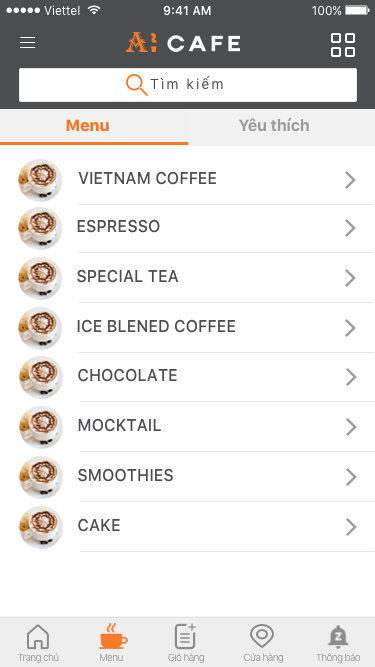 Viettel 9:41 AM 100%
Ai CAFE
Tìm kiếm
Menu Yêu thích
VIETNAM COFFEE
ESPRESSO
SPECIAL TEA
ICE BLENED COFFEE
CHOCOLATE
MOCKTAIL
SMOOTHIES
CAKE
Trang chủ Menu Giỏ hàng Cửa hàng Thông báo